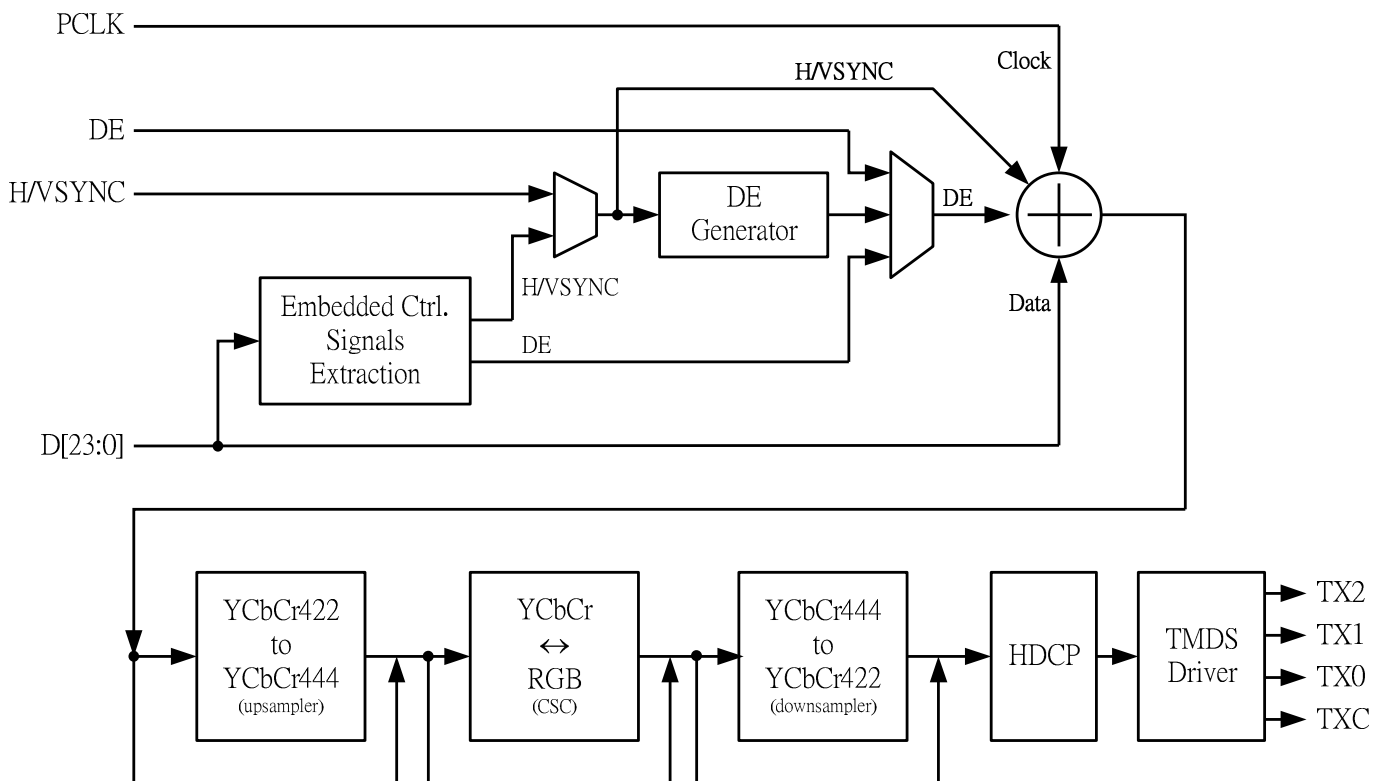 PCLK
Clock
H/VSYNC
DE
H/VSYNC
DE
Generator
DE
H/VSYNC
Embedded Ctrl.
Signals
Extraction
Data
DE
D[23:0]
YCbCr422
to
YCbCr444
(upsampler)
YCbCr
↔
RGB
(CSC)
YCbCr444
to
YCbCr422
(downsampler)
HDCP
TMDS
Driver
TX2
TX1
TX0
TXC